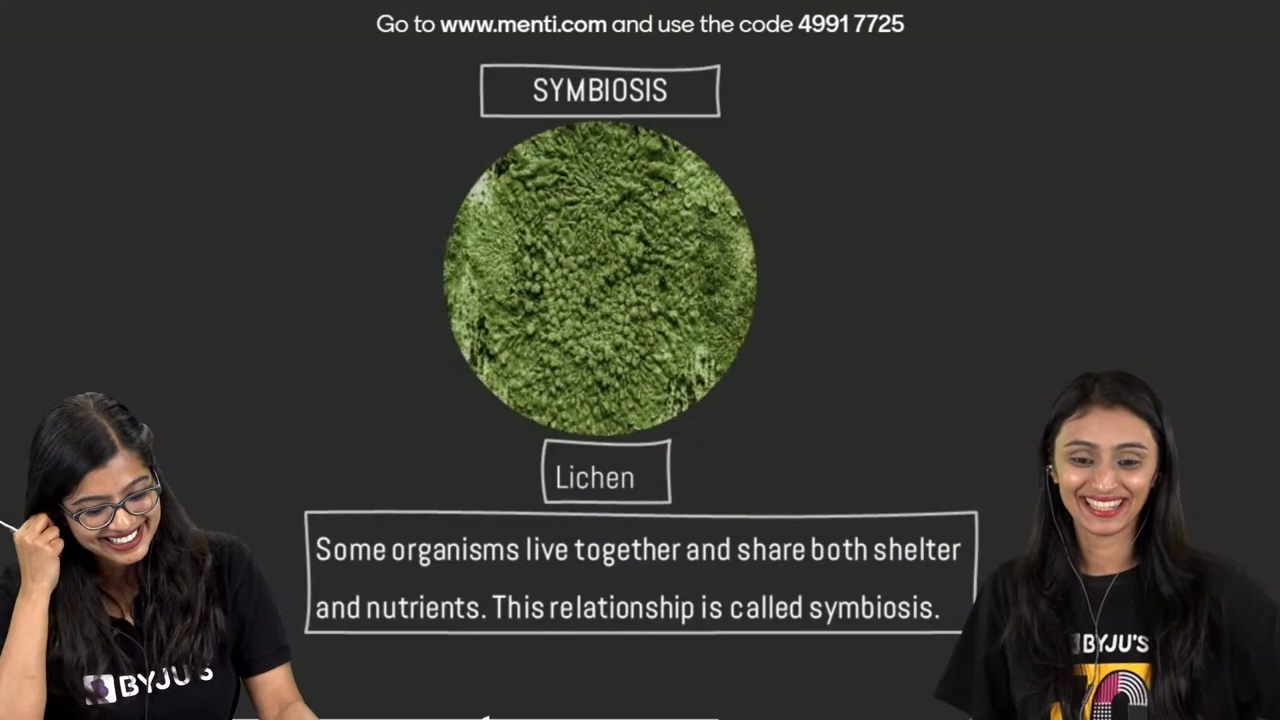 Go to www.menti.com and use the code 4991 7725
SYMBIOSIS
Lichen
Some organisms live together and share both shelter
and nutrients. This relationship is called symbiosis.
BYJU'S
BYJU'S